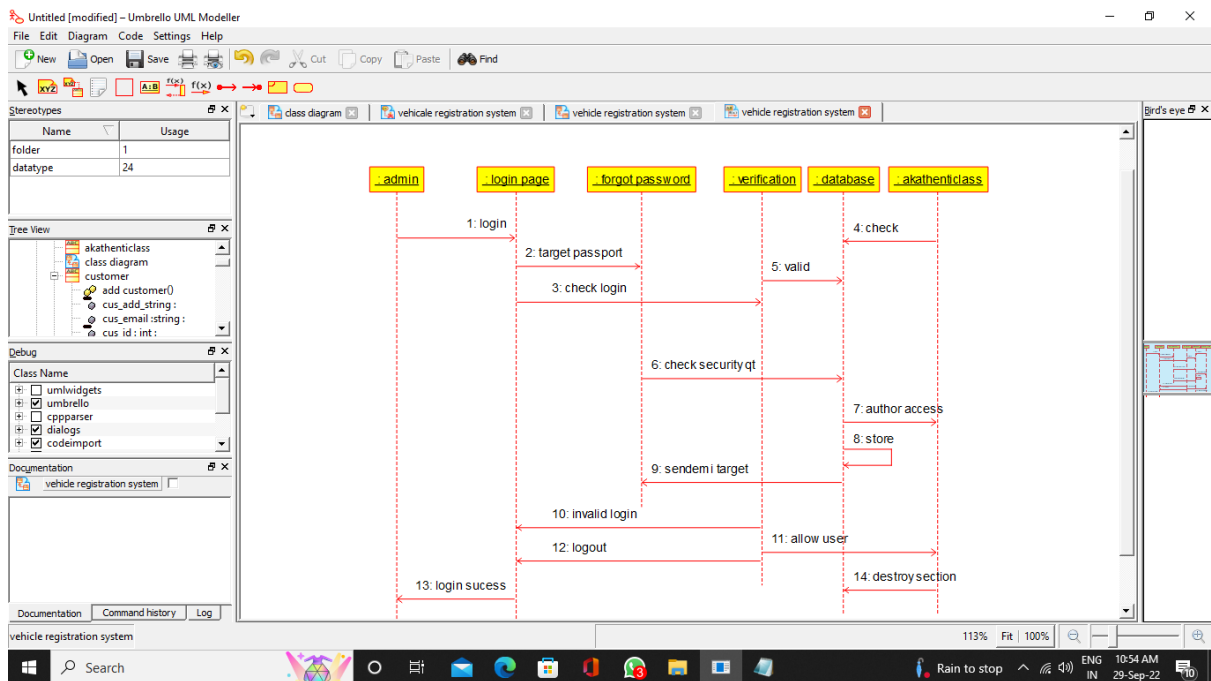 Untitled [modified] – Umbrello UML Modeller
File Edit Diagram Code Settings Help
New Open Save Cut Copy Paste Find
XYZ A:B f(x) f(x)
Stereotypes
Name Usage
folder 1
datatype 24
Tree View
akathenticlass
class diagram
customer
add customer()
cus_add_string :
cus_email :string :
cus id : int :
Debug
Class Name
umlwidgets
umbrello
cppparser
dialogs
codeimport
Documentation
vehicle registration system
Documentation Command history Log
class diagram vehicale registration system vehicle registration system vehicle registration system
: admin : login page : forgot password : verification : database : akathenticlass
1: login
4: check
2: target passport
5: valid
3: check login
6: check security qt
7: author access
8: store
9: sendemi target
10: invalid login
11: allow user
12: logout
14: destroy section
13: login sucess
Bird's eye
vehicle registration system
113% Fit 100%
Search
3
Rain to stop
ENG
IN
10:54 AM
29-Sep-22
10